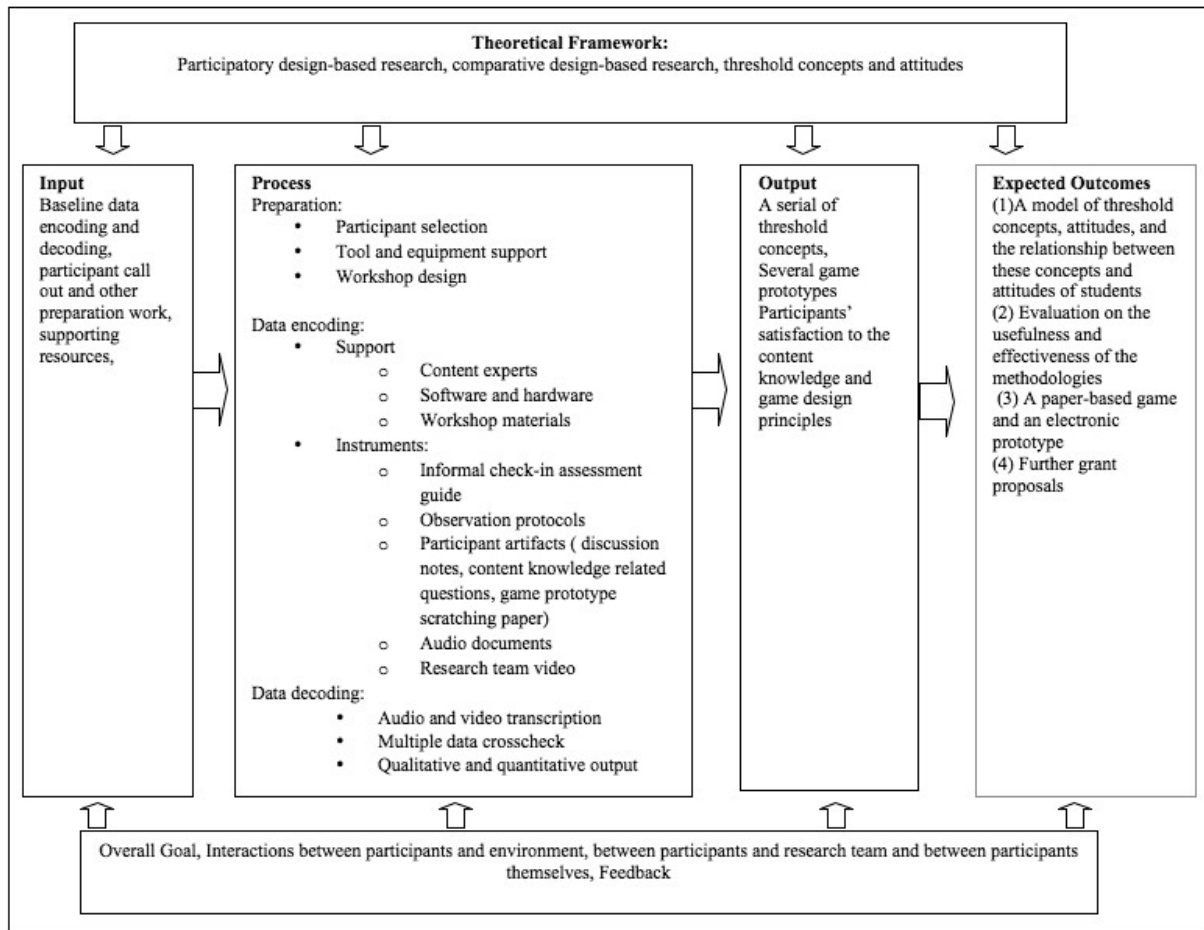 Theoretical Framework:
Participatory design-based research, comparative design-based research, threshold concepts and attitudes
Input
Baseline data
encoding and
decoding,
participant call
out and other
preparation work,
supporting
resources,
Process
Preparation:
• Participant selection
• Tool and equipment support
• Workshop design
Data encoding:
• Support
o Content experts
o Software and hardware
o Workshop materials
• Instruments:
o Informal check-in assessment
guide
o Observation protocols
o Participant artifacts ( discussion
notes, content knowledge related
questions, game prototype
scratching paper)
o Audio documents
o Research team video
Data decoding:
• Audio and video transcription
• Multiple data crosscheck
• Qualitative and quantitative output
Output
A serial of
threshold
concepts,
Several game
prototypes
Participants’
satisfaction to the
content
knowledge and
game design
principles
Expected Outcomes
(1)A model of threshold
concepts, attitudes, and
the relationship between
these concepts and
attitudes of students
(2) Evaluation on the
usefulness and
effectiveness of the
methodologies
(3) A paper-based game
and an electronic
prototype
(4) Further grant
proposals
Overall Goal, Interactions between participants and environment, between participants and research team and between participants
themselves, Feedback